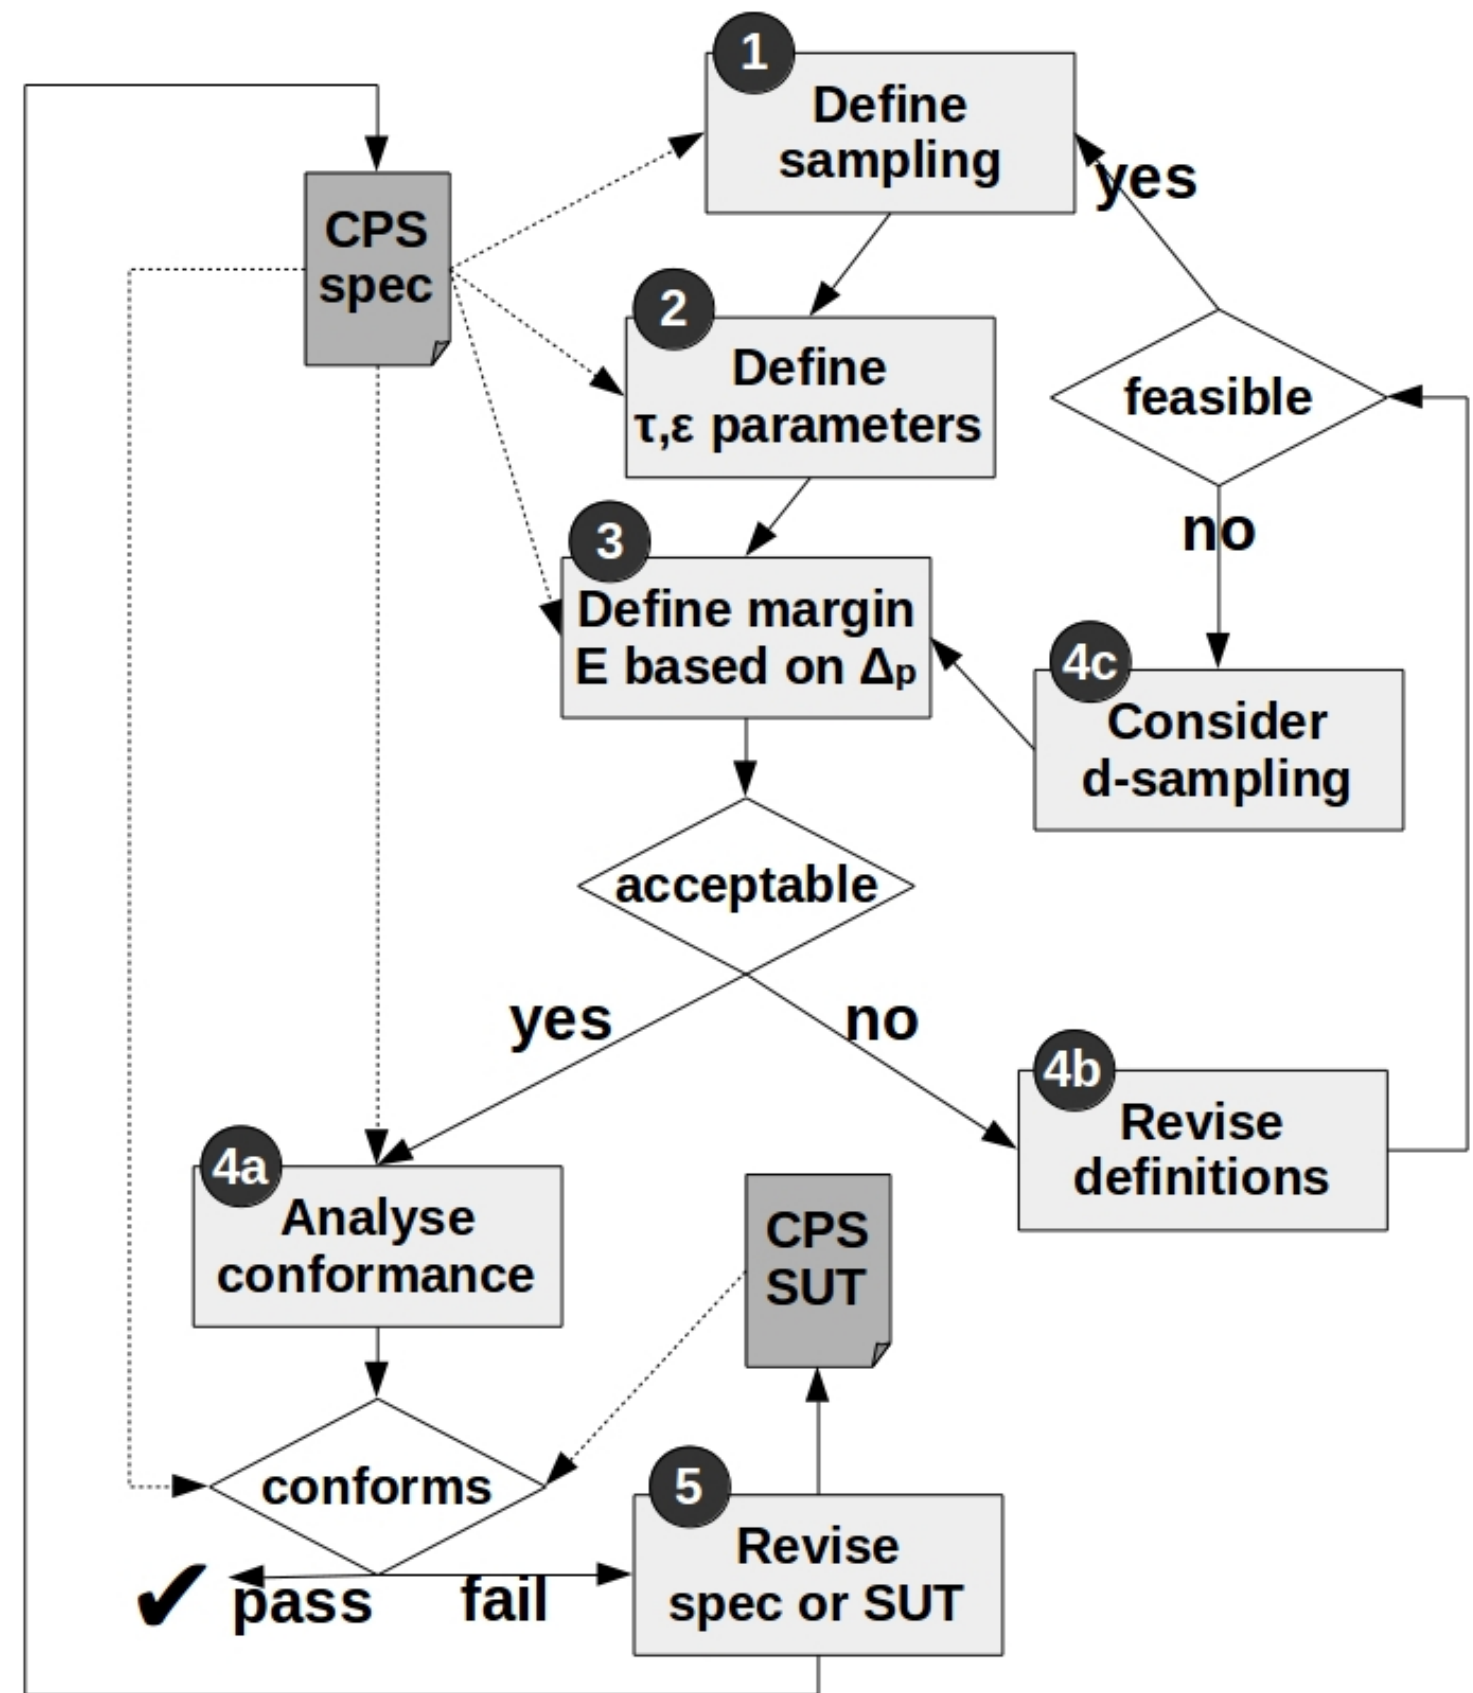 1
Define
sampling
yes
CPS
spec
2
Define
τ,ε parameters
feasible
no
3
Define margin
E based on Δp
4c
Consider
d-sampling
acceptable
yes
no
4b
Revise
definitions
4a
Analyse
conformance
CPS
SUT
conforms
5
Revise
spec or SUT
✔ pass
fail